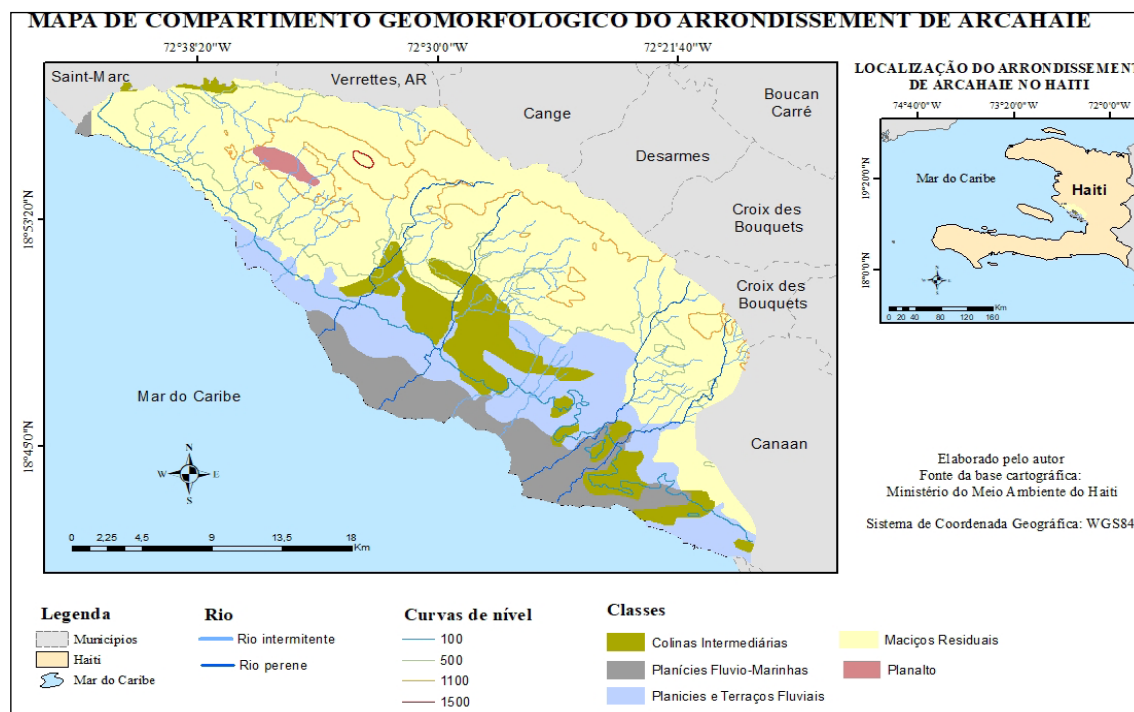 MAPA DE COMPARTIMENTO GEOMORFOLOGICO DO ARRONDISSEMENT DE ARCAHAIE
72°38'20"W 72°30'0"W 72°21'40"W
Saint-Marc
Verrettes, AR
Cange
Boucan
Carré
Desarmes
Croix des
Bouquets
Croix des
Bouquets
Canaan
Mar do Caribe
18°53'20"N
18°45'0"N
N
W E
S
0 2,25 4,5 9 13,5 18
Km
LOCALIZAÇÃO DO ARRONDISSEMENT
DE ARCAHAIE NO HAITI
74°40'0"W 73°20'0"W 72°0'0"W
Mar do Caribe
Haiti
19°20'0"N
18°0'0"N
0 20 40 80 120 160
Km
Elaborado pelo autor
Fonte da base cartográfica:
Ministério do Meio Ambiente do Haiti
Sistema de Coordenada Geográfica: WGS84
Legenda
Municípios
Haiti
Mar do Caribe
Rio
Rio intermitente
Rio perene
Curvas de nível
100
500
1100
1500
Classes
Colinas Intermediárias
Planícies Fluvio-Marinhas
Planicies e Terraços Fluviais
Maciços Residuais
Planalto